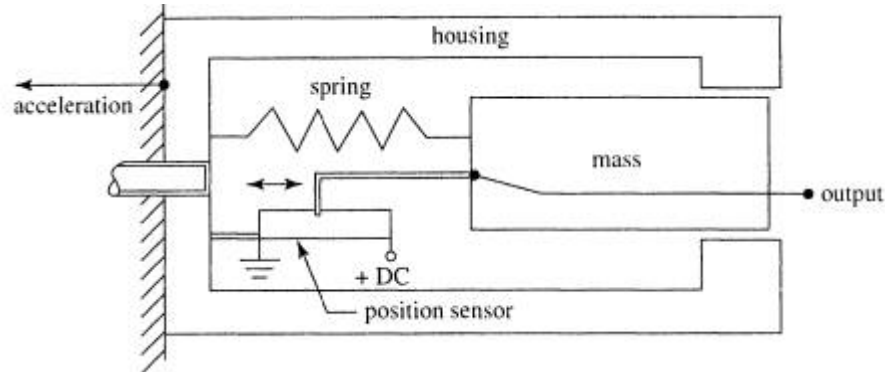 housing
spring
acceleration
mass
output
+ DC
position sensor